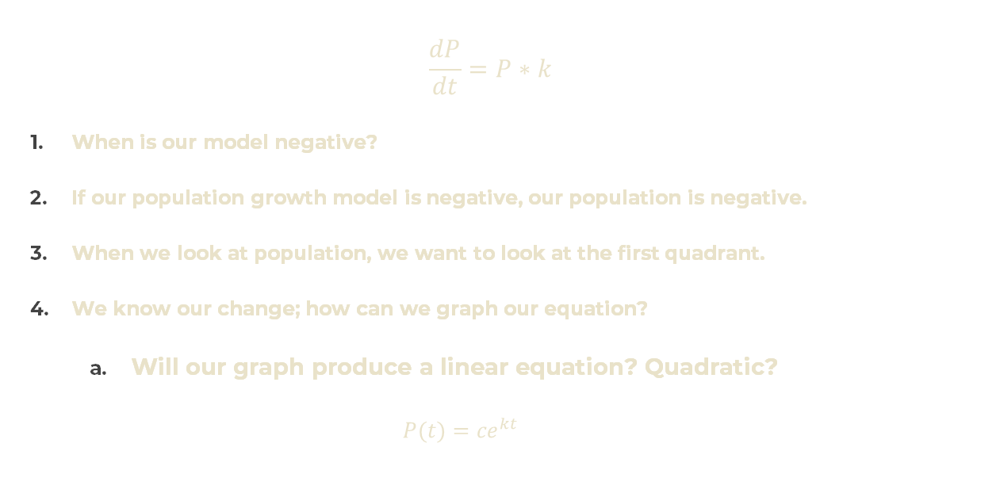 dP/dt = P * k
1. When is our model negative?
2. If our population growth model is negative, our population is negative.
3. When we look at population, we want to look at the first quadrant.
4. We know our change; how can we graph our equation?
a. Will our graph produce a linear equation? Quadratic?
P(t) = ce^{kt}